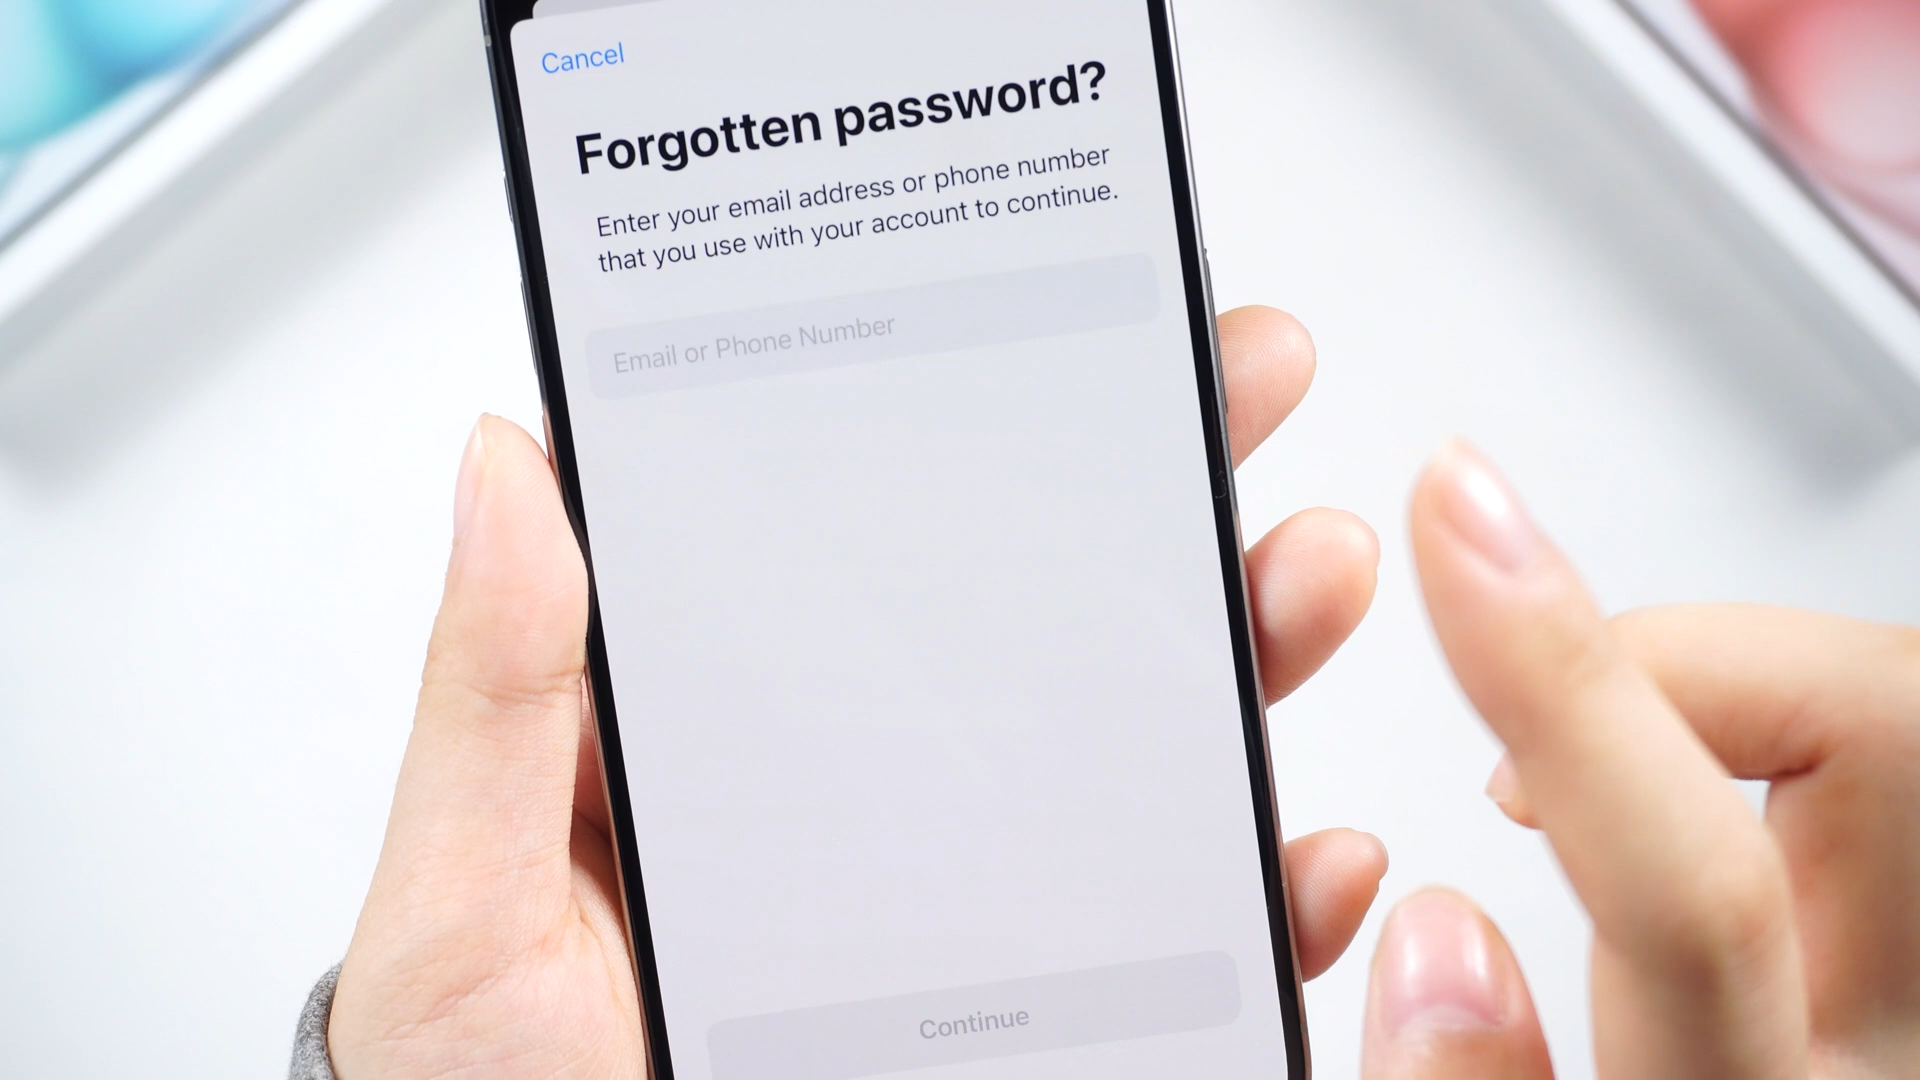 Cancel
Forgotten password?
Enter your email address or phone number
that you use with your account to continue.
Email or Phone Number
Continue